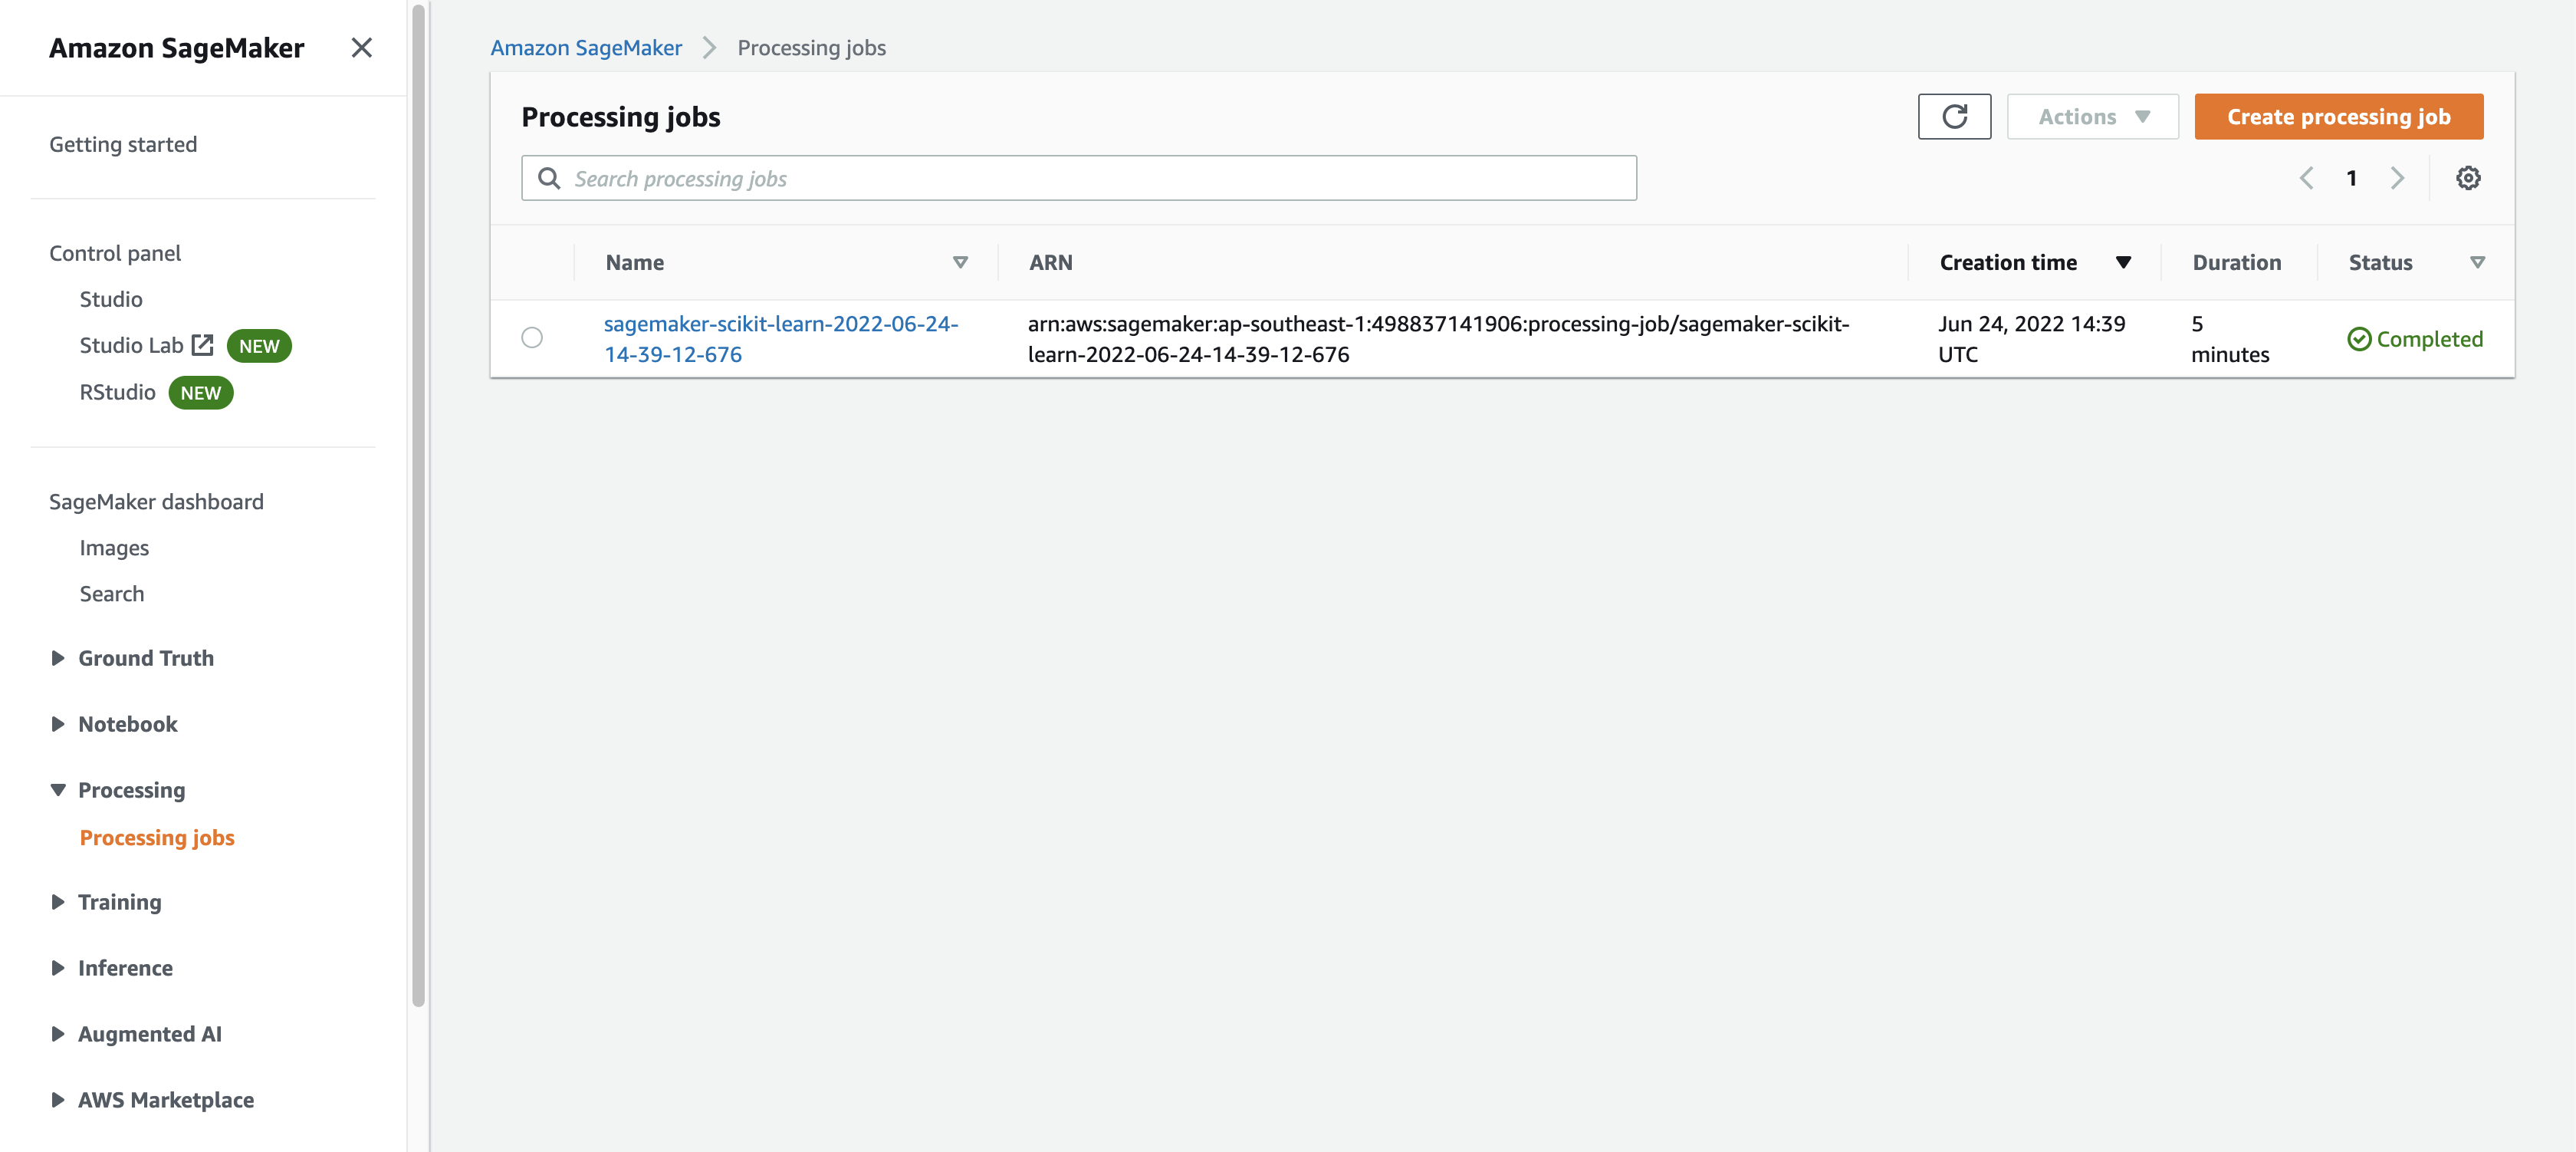 Amazon SageMaker
Getting started
Control panel
Studio
Studio Lab NEW
RStudio NEW
SageMaker dashboard
Images
Search
Ground Truth
Notebook
Processing
Processing jobs
Training
Inference
Augmented AI
AWS Marketplace
Amazon SageMaker Processing jobs
Processing jobs
Actions
Create processing job
Search processing jobs
1
Name ARN Creation time Duration Status
sagemaker-scikit-learn-2022-06-24- arn:aws:sagemaker:ap-southeast-1:498837141906:processing-job/sagemaker-scikit- Jun 24, 2022 14:39 5 Completed
14-39-12-676 learn-2022-06-24-14-39-12-676 UTC minutes